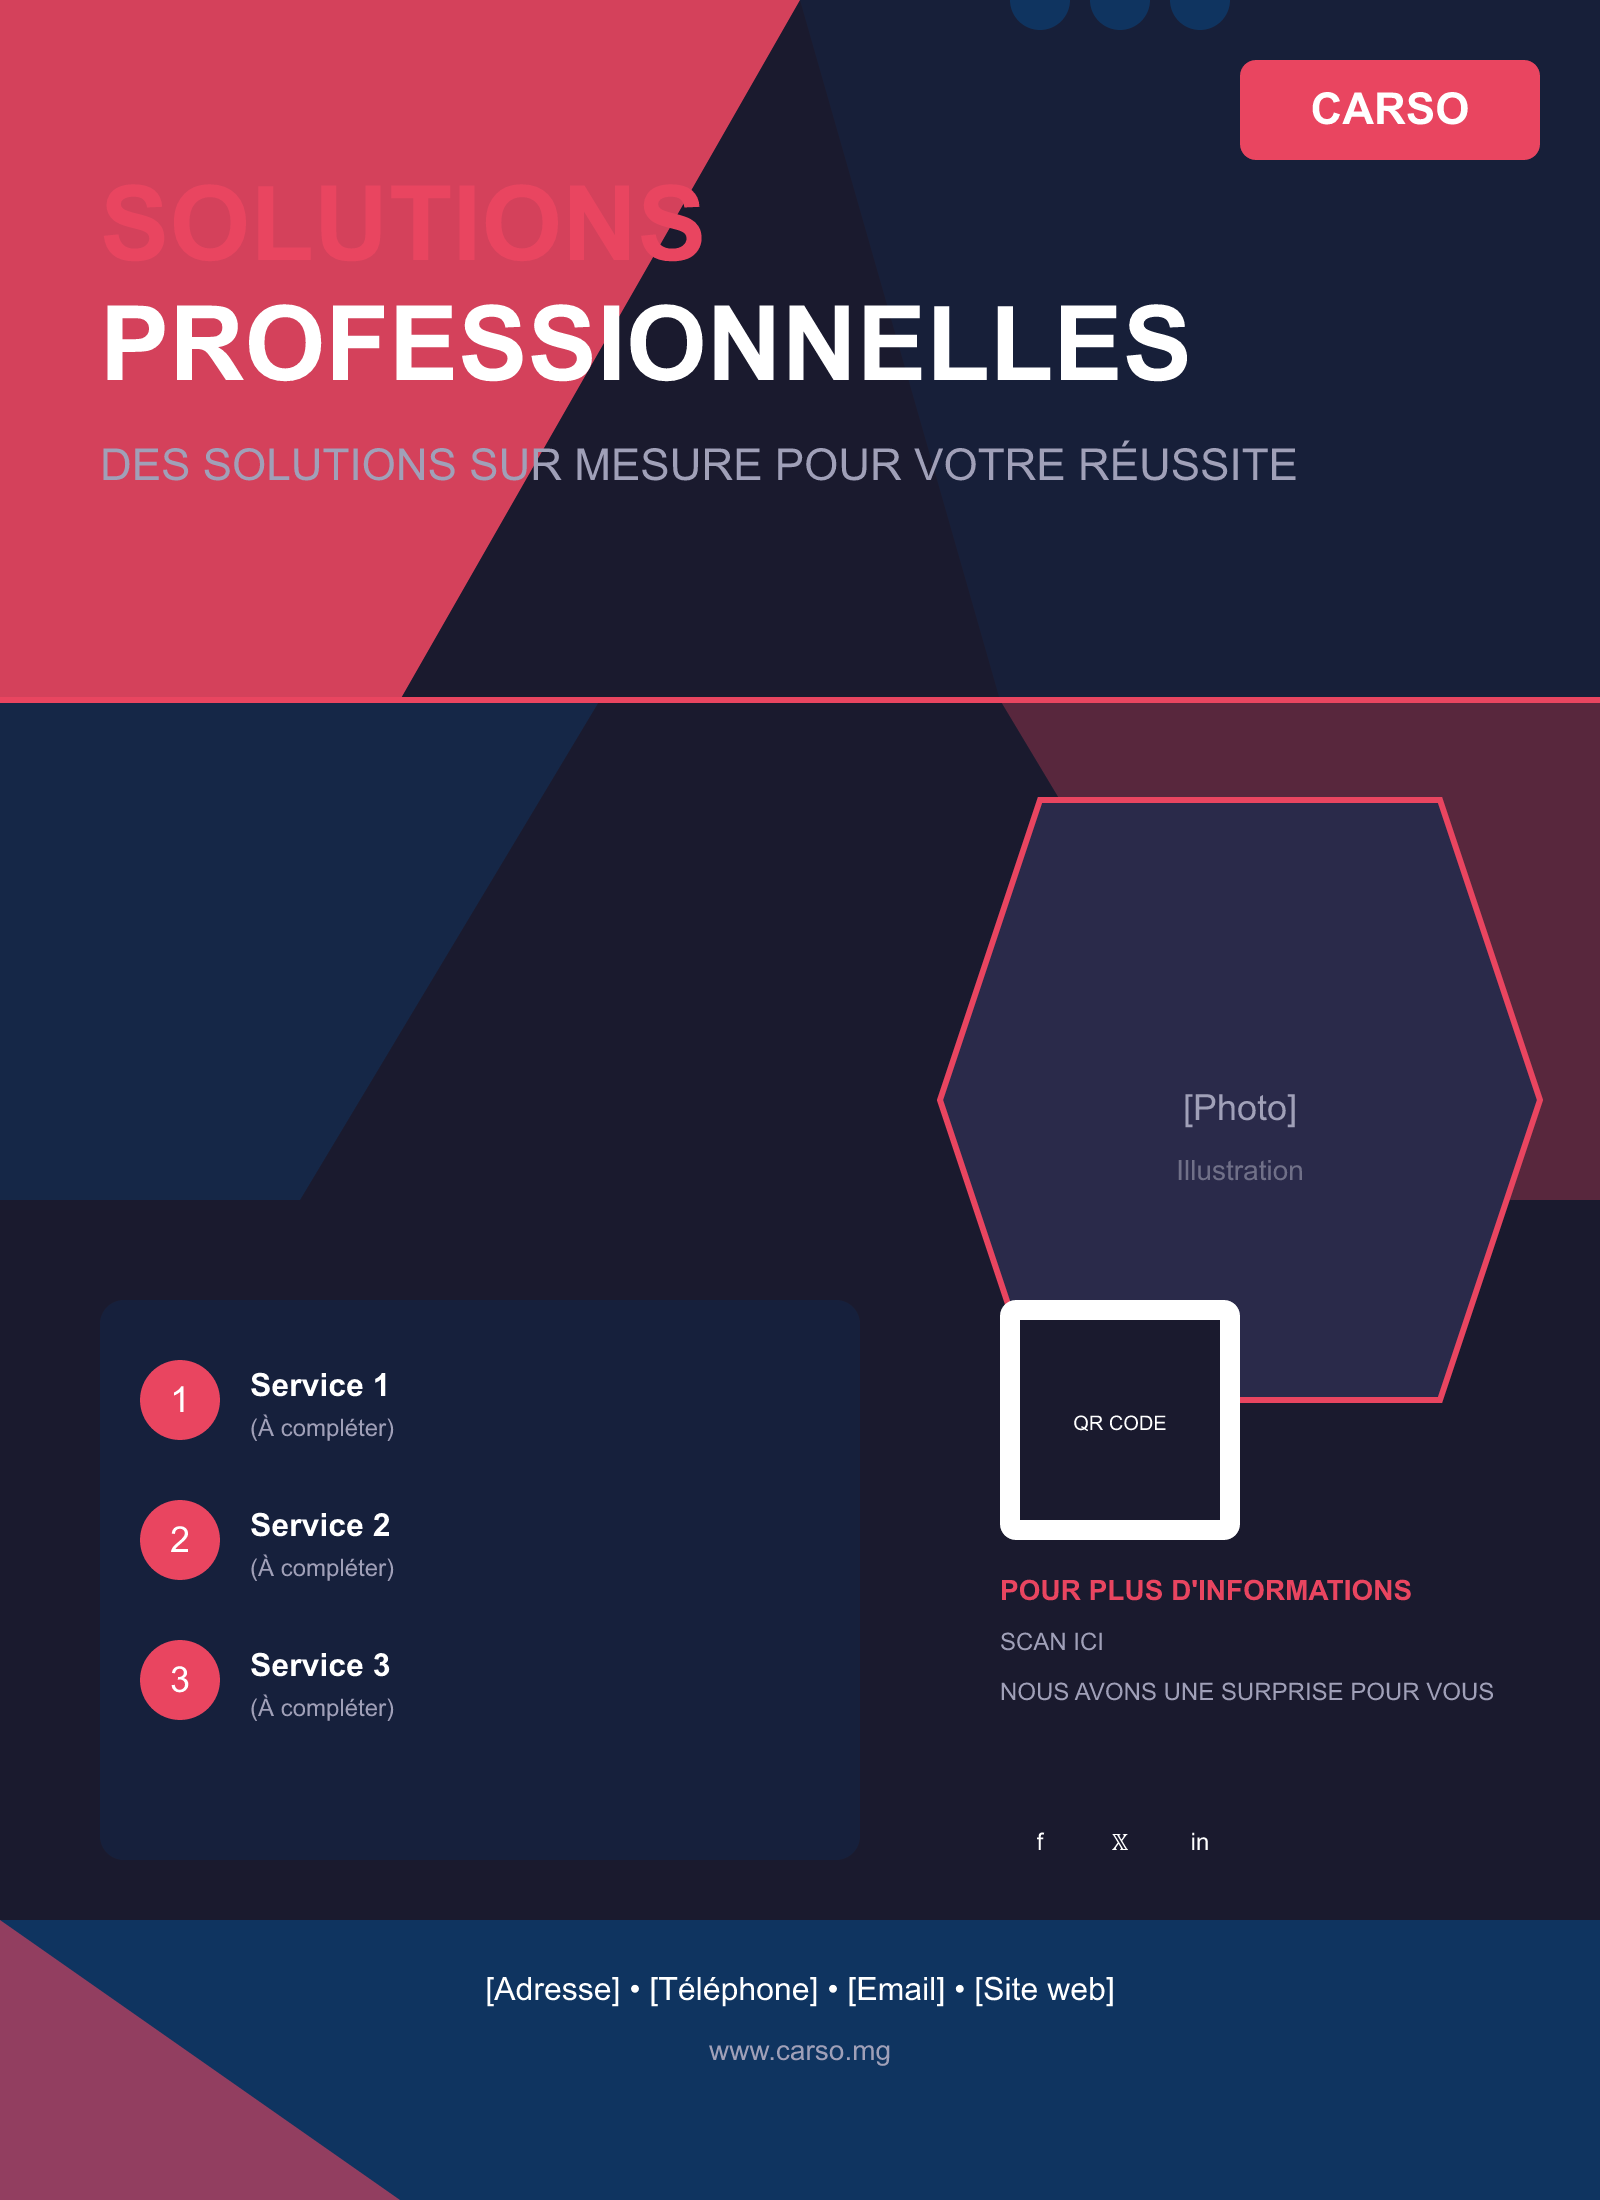 CARSO
SOLUTIONS
PROFESSIONNELLES
DES SOLUTIONS SUR MESURE POUR VOTRE RÉUSSITE
[Photo]
Illustration
1
Service 1
(À compléter)
2
Service 2
(À compléter)
3
Service 3
(À compléter)
QR CODE
POUR PLUS D'INFORMATIONS
SCAN ICI
NOUS AVONS UNE SURPRISE POUR VOUS
f 𝕏 in
[Adresse] • [Téléphone] • [Email] • [Site web]
www.carso.mg